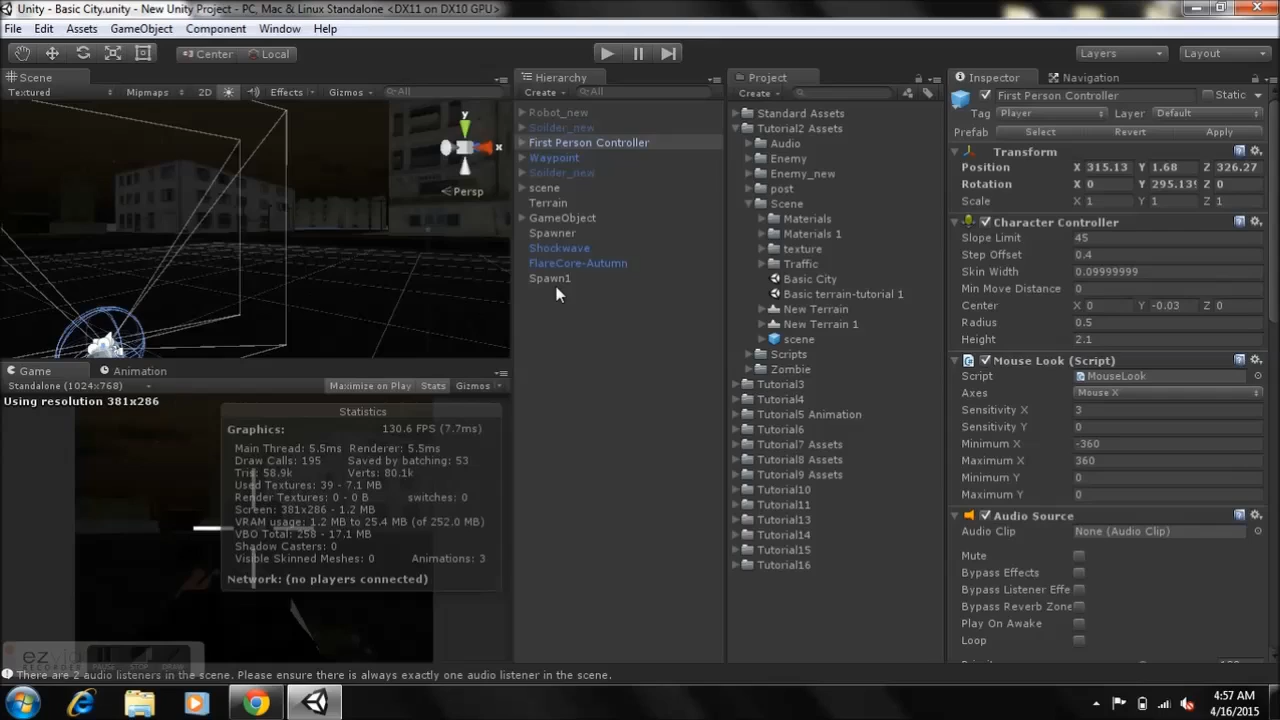 Unity - Basic City.unity - New Unity Project - PC, Mac & Linux Standalone <DX11 on DX10 GPU>
File Edit Assets GameObject Component Window Help
Center Local
Layers Layout
Scene
Textured Mipmaps 2D Effects Gizmos All
y
x
Persp
Game Animation
Standalone (1024x768) Maximize on Play Stats Gizmos
Using resolution 381x286
Statistics
Graphics: 130.6 FPS (7.7ms)
Main Thread: 5.5ms Renderer: 5.5ms
Draw Calls: 195 Saved by batching: 53
Tris: 58.9k Verts: 80.1k
Used Textures: 39 - 7.1 MB
Render Textures: 0 - 0 B switches: 0
Screen: 381x286 - 1.2 MB
VRAM usage: 1.2 MB to 25.4 MB (of 252.0 MB)
VBO Total: 258 - 17.1 MB
Shadow Casters: 0
Visible Skinned Meshes: 0 Animations: 3
Network: (no players connected)
ezvid
RECORDER PAUSE STOP DRAW
Hierarchy
Create All
Robot_new
Soilder_new
First Person Controller
Waypoint
Soilder_new
scene
Terrain
GameObject
Spawner
Shockwave
FlareCore-Autumn
Spawn1
Project
Create
Standard Assets
Tutorial2 Assets
Audio
Enemy
Enemy_new
post
Scene
Materials
Materials 1
texture
Traffic
Basic City
Basic terrain-tutorial 1
New Terrain
New Terrain 1
scene
Scripts
Zombie
Tutorial3
Tutorial4
Tutorial5 Animation
Tutorial6
Tutorial7 Assets
Tutorial8 Assets
Tutorial9 Assets
Tutorial10
Tutorial11
Tutorial13
Tutorial14
Tutorial15
Tutorial16
Inspector Navigation
First Person Controller Static
Tag Player Layer Default
Prefab Select Revert Apply
Transform
Position X 315.13 Y 1.68 Z 326.27
Rotation X 0 Y 295.139 Z 0
Scale X 1 Y 1 Z 1
Character Controller
Slope Limit 45
Step Offset 0.4
Skin Width 0.09999999
Min Move Distance 0
Center X 0 Y -0.03 Z 0
Radius 0.5
Height 2.1
Mouse Look (Script)
Script MouseLook
Axes Mouse X
Sensitivity X 3
Sensitivity Y 0
Minimum X -360
Maximum X 360
Minimum Y 0
Maximum Y 0
Audio Source
Audio Clip None (Audio Clip)
Mute
Bypass Effects
Bypass Listener Effe
Bypass Reverb Zone
Play On Awake
Loop
There are 2 audio listeners in the scene. Please ensure there is always exactly one audio listener in the scene.
4:57 AM
4/16/2015